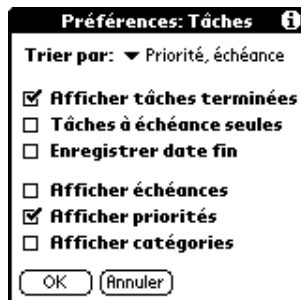 Préférences: Tâches
Trier par: Priorité, échéance
Afficher tâches terminées
Tâches à échéance seules
Enregistrer date fin
Afficher échéances
Afficher priorités
Afficher catégories
OK Annuler